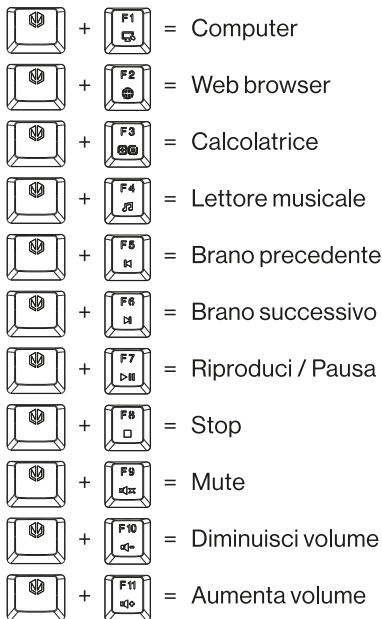 + F1 = Computer
+ F2 = Web browser
+ F3 = Calcolatrice
+ F4 = Lettore musicale
+ F5 = Brano precedente
+ F6 = Brano successivo
+ F7 = Riproduci / Pausa
+ F8 = Stop
+ F9 = Mute
+ F10 = Diminuisci volume
+ F11 = Aumenta volume